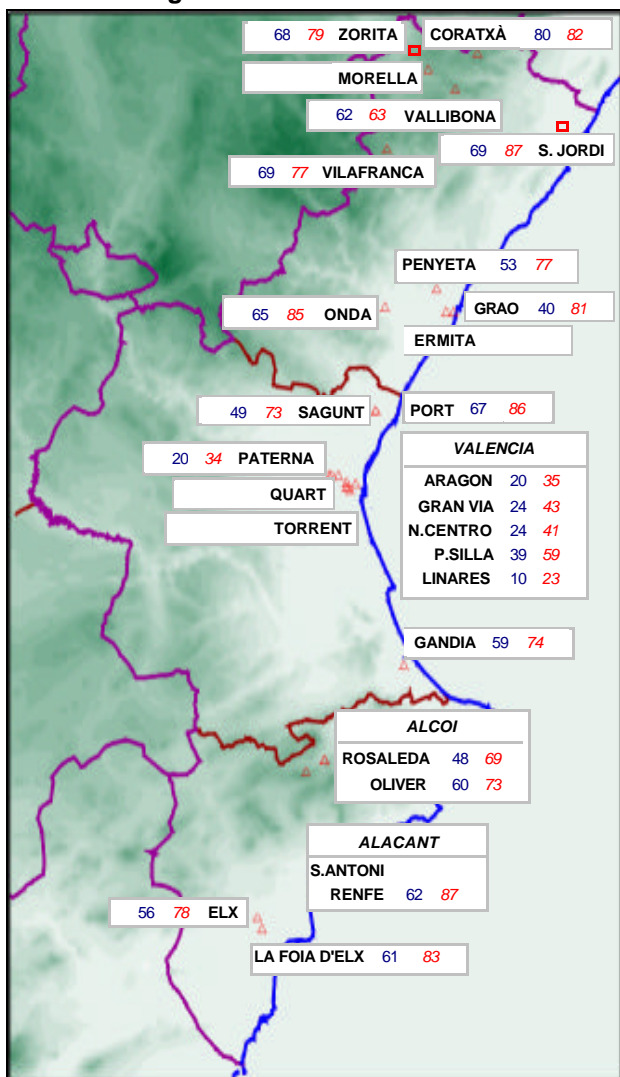 68 79 ZORITA
CORATXÀ 80 82
MORELLA
62 63 VALLIBONA
69 87 S. JORDI
69 77 VILAFRANCA
PENYETA 53 77
65 85 ONDA
GRAO 40 81
ERMITA
49 73 SAGUNT
PORT 67 86
20 34 PATERNA
QUART
TORRENT
VALENCIA
ARAGON 20 35
GRAN VIA 24 43
N.CENTRO 24 41
P.SILLA 39 59
LINARES 10 23
GANDIA 59 74
ALCOI
ROSALEDA 48 69
OLIVER 60 73
ALACANT
S.ANTONI
RENFE 62 87
56 78 ELX
LA FOIA D'ELX 61 83